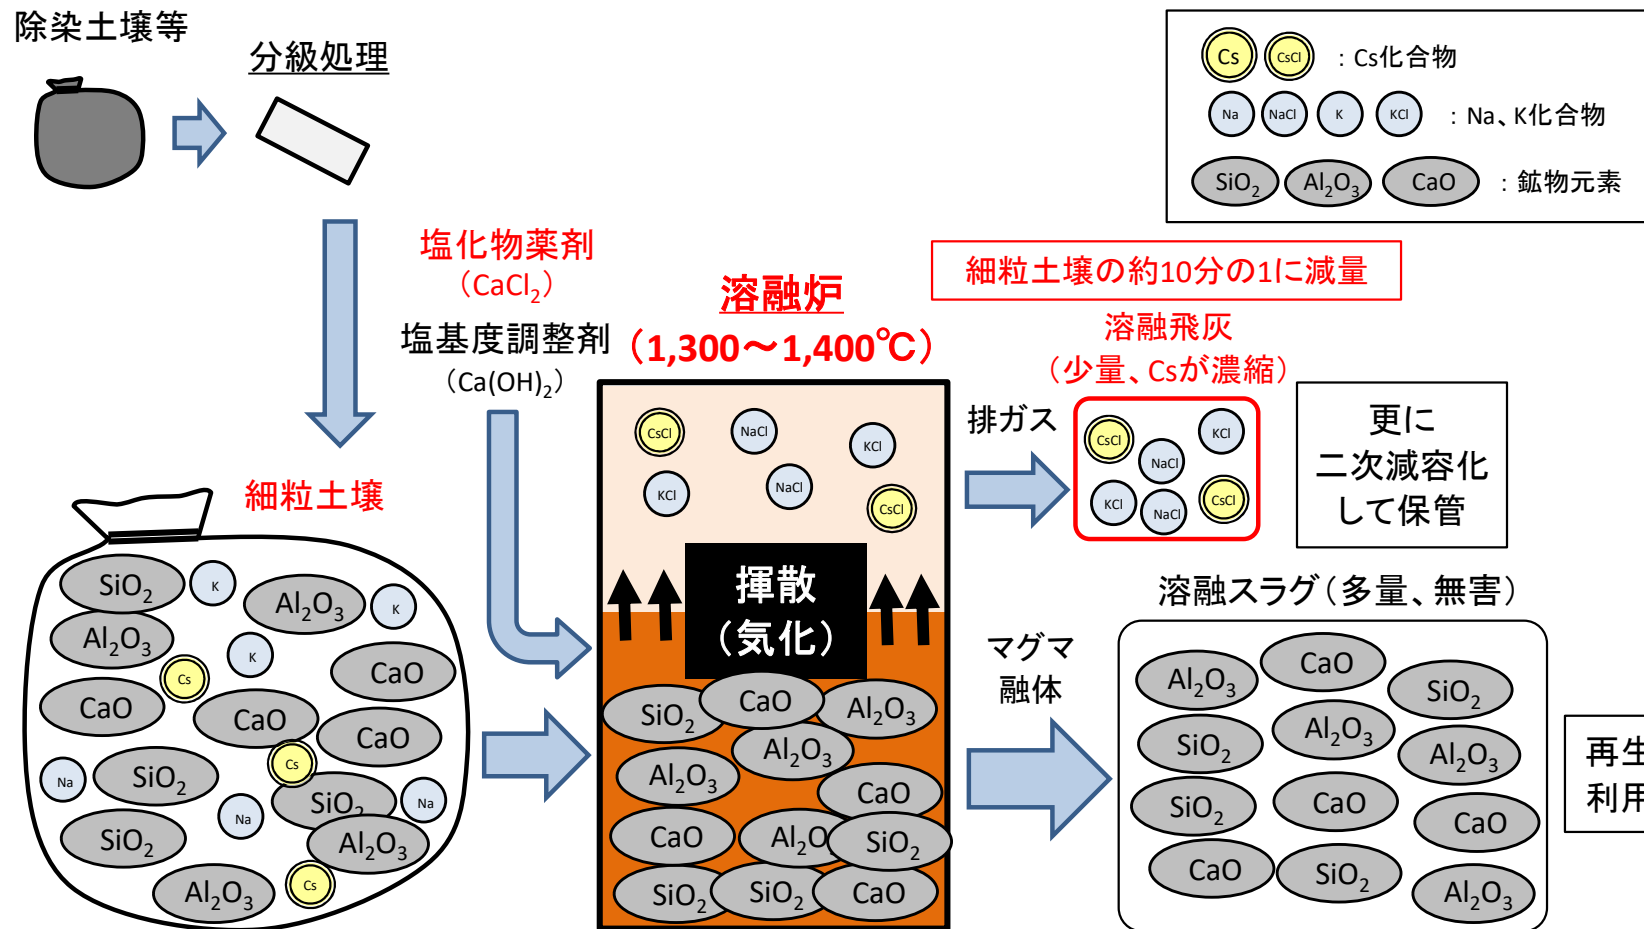 除染土壌等
分級処理
Cs CsCl ：Cs化合物
Na NaCl K KCl ：Na、K化合物
SiO₂ Al₂O₃ CaO ：鉱物元素
塩化物薬剤
（CaCl₂）
塩基度調整剤
（Ca(OH)₂）
溶融炉
（1,300～1,400℃）
細粒土壌の約10分の1に減量
溶融飛灰
（少量、Csが濃縮）
排ガス
更に
二次減容化
して保管
細粒土壌
SiO₂
K
Al₂O₃
K
Al₂O₃
K
CaO
Cs
CaO
CaO
CaO
Cs
Na
SiO₂
SiO₂
Na
Na
SiO₂
Al₂O₃
Al₂O₃
Cs
CsCl
NaCl
KCl
KCl
NaCl
CsCl
揮散
（気化）
SiO₂
CaO
Al₂O₃
Al₂O₃
Al₂O₃
CaO
CaO
Al₂O
SiO₂
SiO₂
SiO₂
CaO
CsCl
KCl
NaCl
KCl
NaCl
CsCl
マグマ
融体
溶融スラグ（多量、無害）
Al₂O₃
CaO
SiO₂
SiO₂
Al₂O₃
Al₂O₃
SiO₂
CaO
CaO
CaO
SiO₂
Al₂O₃
再生
利用